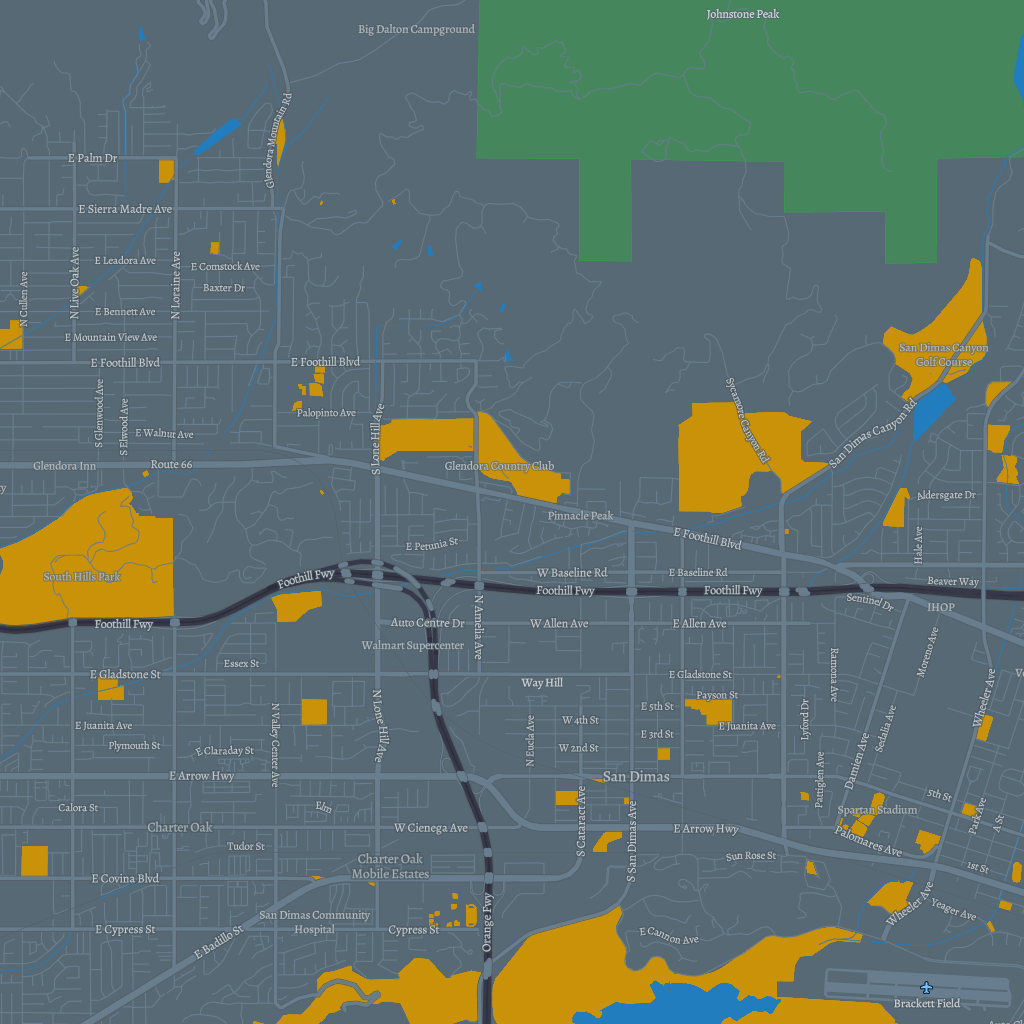 Johnstone Peak
Big Dalton Campground
Glendora Mountain Rd
E Palm Dr
E Sierra Madre Ave
N Cullen Ave
N Live Oak Ave
N Loraine Ave
E Leadora Ave
E Comstock Ave
Baxter Dr
E Bennett Ave
E Mountain View Ave
E Foothill Blvd
E Foothill Blvd
San Dimas Canyon
Golf Course
S Glenwood Ave
S Elwood Ave
Palopinto Ave
S Lone Hill Ave
Sycamore Canyon Rd
San Dimas Canyon Rd
E Walnur Ave
Glendora Inn
Route 66
Glendora Country Club
Aldersgate Dr
Pinnacle Peak
E Foothill Blvd
Hale Ave
E Petunia St
South Hills Park
Foothill Fwy
W Baseline Rd
E Baseline Rd
Foothill Fwy
Foothill Fwy
Beaver Way
Sentinel Dr
IHOP
Foothill Fwy
Auto Centre Dr
N Amelia Ave
W Allen Ave
E Allen Ave
Walmart Supercenter
Moreno Ave
Ramona Ave
Essex St
E Gladstone St
E Gladstone St
Way Hill
Wheeler Ave
Payson St
E 5th St
Lyford Dr
Sedalia Ave
N Valley Center Ave
N Lone Hill Ave
N Eucla Ave
W 4th St
E Juanita Ave
E Juanita Ave
E 3rd St
Plymouth St
E Claraday St
W 2nd St
Damien Ave
E Arrow Hwy
San Dimas
Pattiglen Ave
5th St
Calora St
Elm
S Cataract Ave
S San Dimas Ave
Spartan Stadium
Park Ave
A St
Charter Oak
W Cienega Ave
E Arrow Hwy
Palomares Ave
Tudor St
Charter Oak
Mobile Estates
Sun Rose St
1st St
E Covina Blvd
Wheeler Ave
Yeager Ave
San Dimas Community
Hospital
Orange Fwy
E Cypress St
E Badillo St
Cypress St
E Cannon Ave
Brackett Field